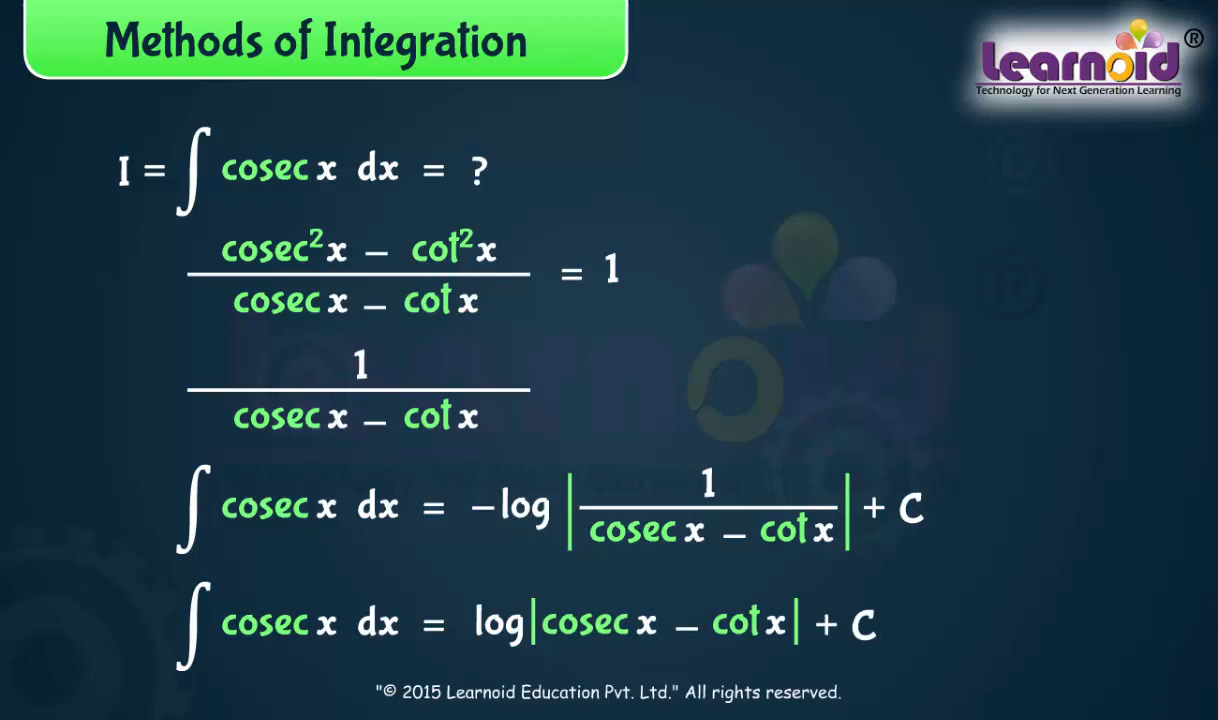 Methods of Integration
Learnoid ®
Technology for Next Generation Learning
I = ∫ cosec x dx = ?
cosec²x – cot²x
cosec x – cot x
= 1
1
cosec x – cot x
∫ cosec x dx = –log | 1 / cosec x – cot x | + C
∫ cosec x dx = log|cosec x – cot x| + C
"© 2015 Learnoid Education Pvt. Ltd." All rights reserved.